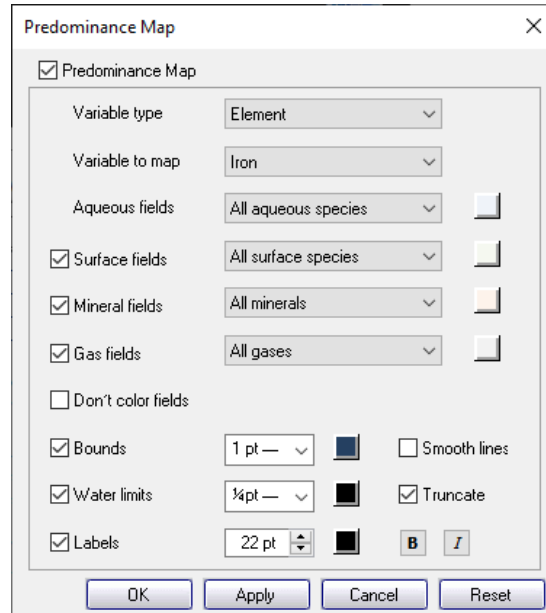 Predominance Map
Predominance Map
Variable type Element
Variable to map Iron
Aqueous fields All aqueous species
Surface fields All surface species
Mineral fields All minerals
Gas fields All gases
Don't color fields
Bounds 1 pt — Smooth lines
Water limits ¼pt — Truncate
Labels 22 pt B I
OK Apply Cancel Reset